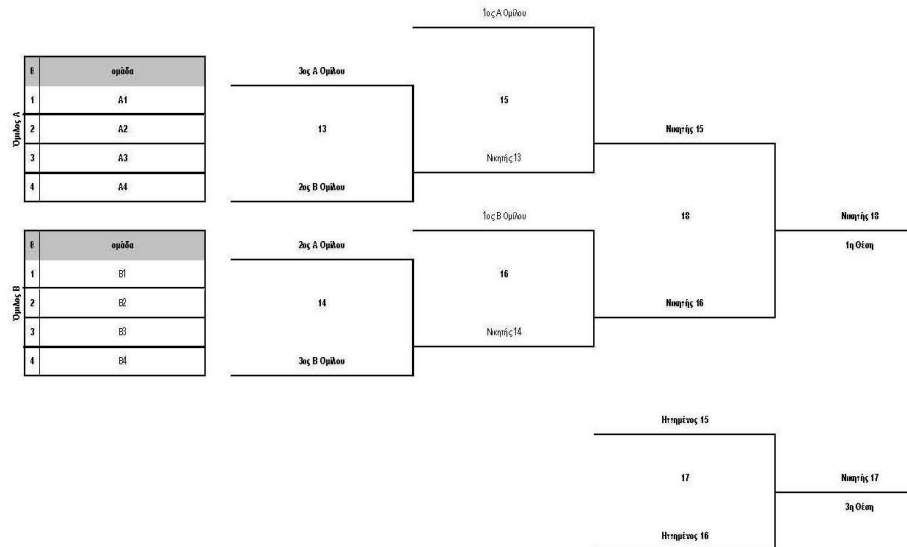 1ος Α Ομίλου
Όμιλος Α
θ ομάδα
1 A1
2 A2
3 A3
4 A4
3ος Α Ομίλου
13
2ος Β Ομίλου
15
Νικητής 13
Νικητής 15
Όμιλος Β
θ ομάδα
1 B1
2 B2
3 B3
4 B4
2ος Α Ομίλου
14
3ος Β Ομίλου
1ος Β Ομίλου
16
Νικητής 14
18
Νικητής 16
Νικητής 18
1η Θέση
Ηττημένος 15
17
Ηττημένος 16
Νικητής 17
3η Θέση